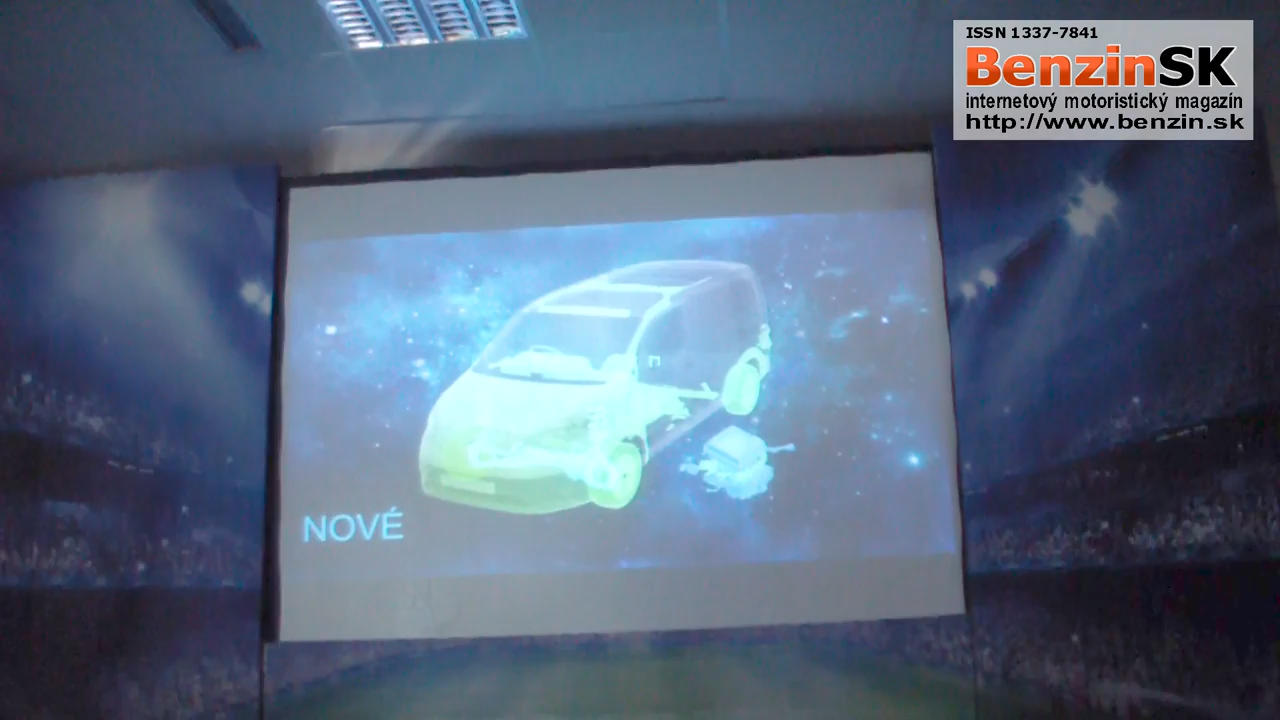 ISSN 1337-7841
BenzinSK
internetový motoristický magazín
http://www.benzin.sk
NOVÉ